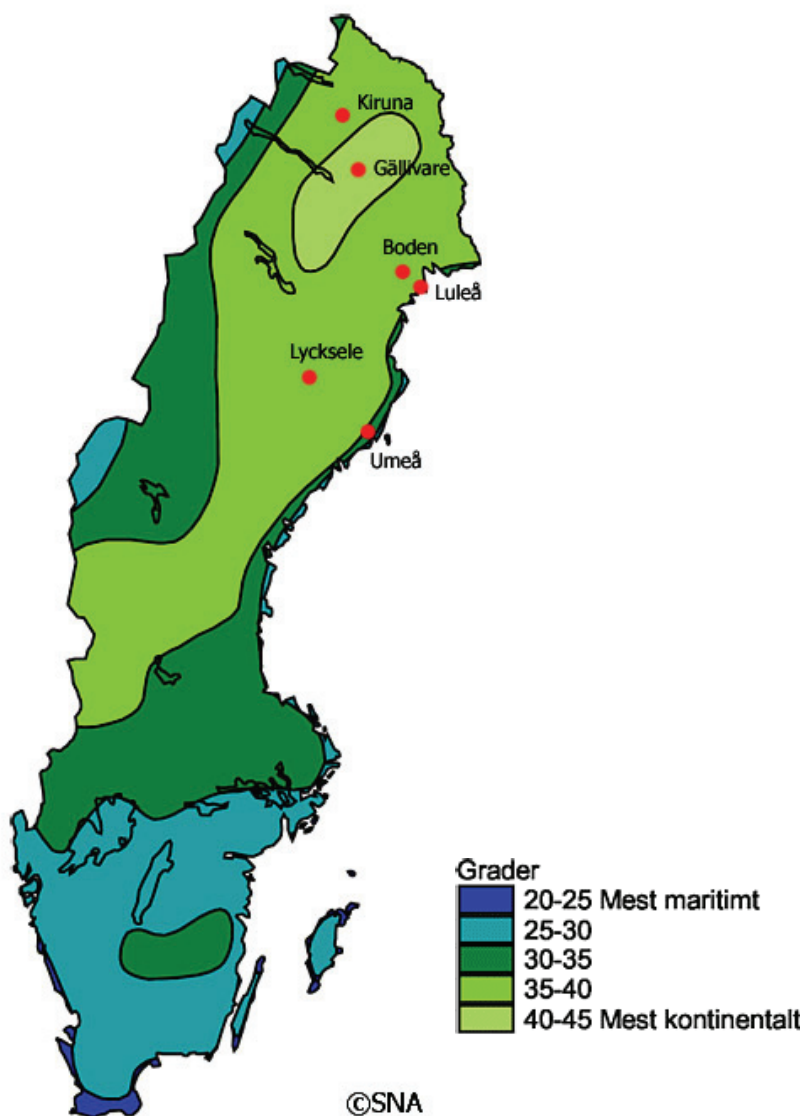 Kiruna
Gällivare
Boden
Luleå
Lycksele
Umeå
Grader
20-25 Mest maritimt
25-30
30-35
35-40
40-45 Mest kontinentalt
©SNA